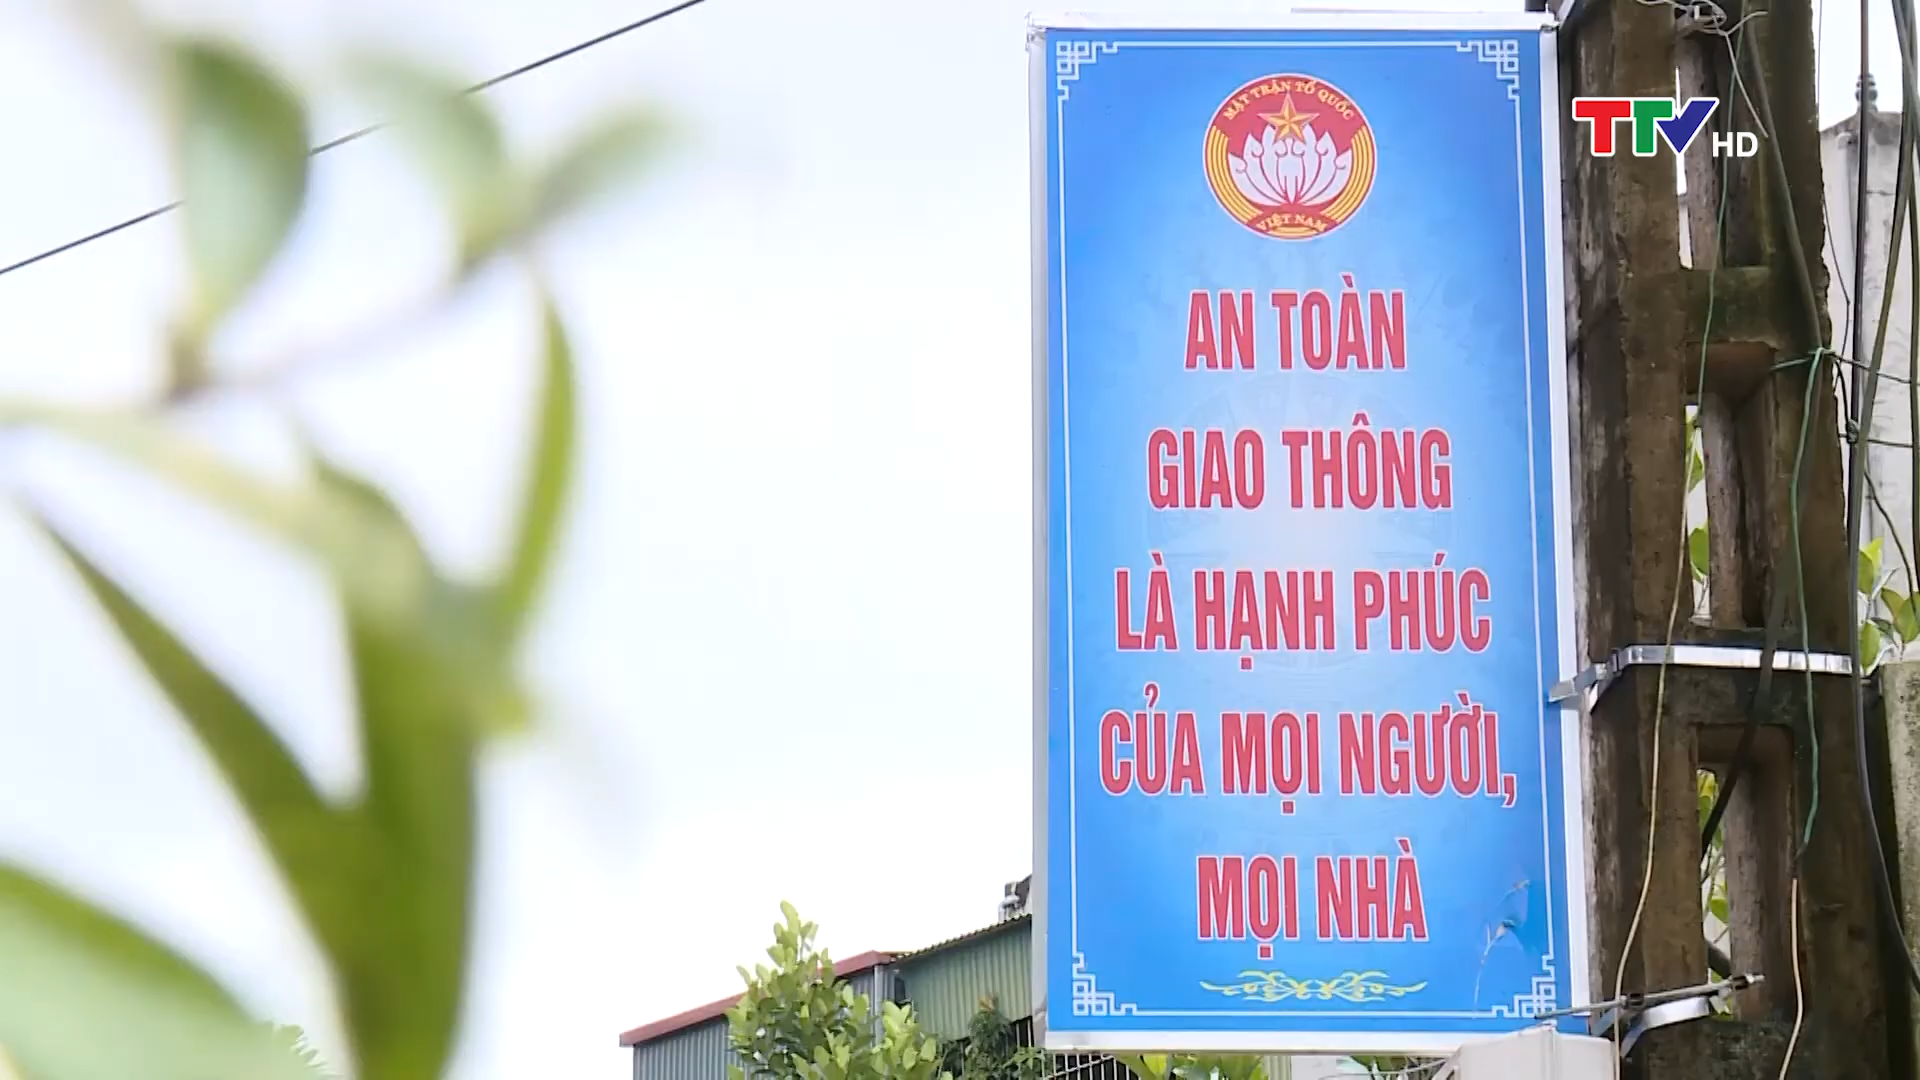 MẶT TRẬN TỔ QUỐC
VIỆT NAM
AN TOÀN
GIAO THÔNG
LÀ HẠNH PHÚC
CỦA MỌI NGƯỜI,
MỌI NHÀ
TTV HD